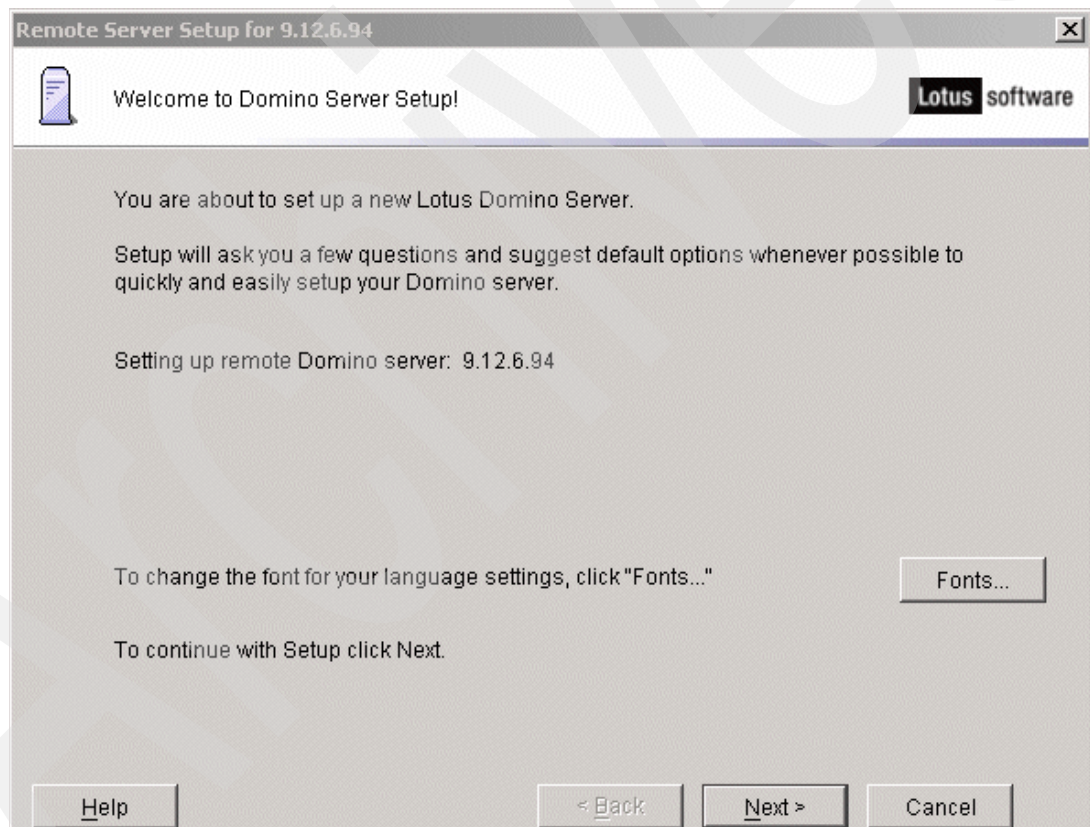 Remote Server Setup for 9.12.6.94
Welcome to Domino Server Setup!
Lotus software
You are about to set up a new Lotus Domino Server.
Setup will ask you a few questions and suggest default options whenever possible to
quickly and easily setup your Domino server.
Setting up remote Domino server: 9.12.6.94
To change the font for your language settings, click "Fonts..."
Fonts...
To continue with Setup click Next.
Help
< Back
Next >
Cancel